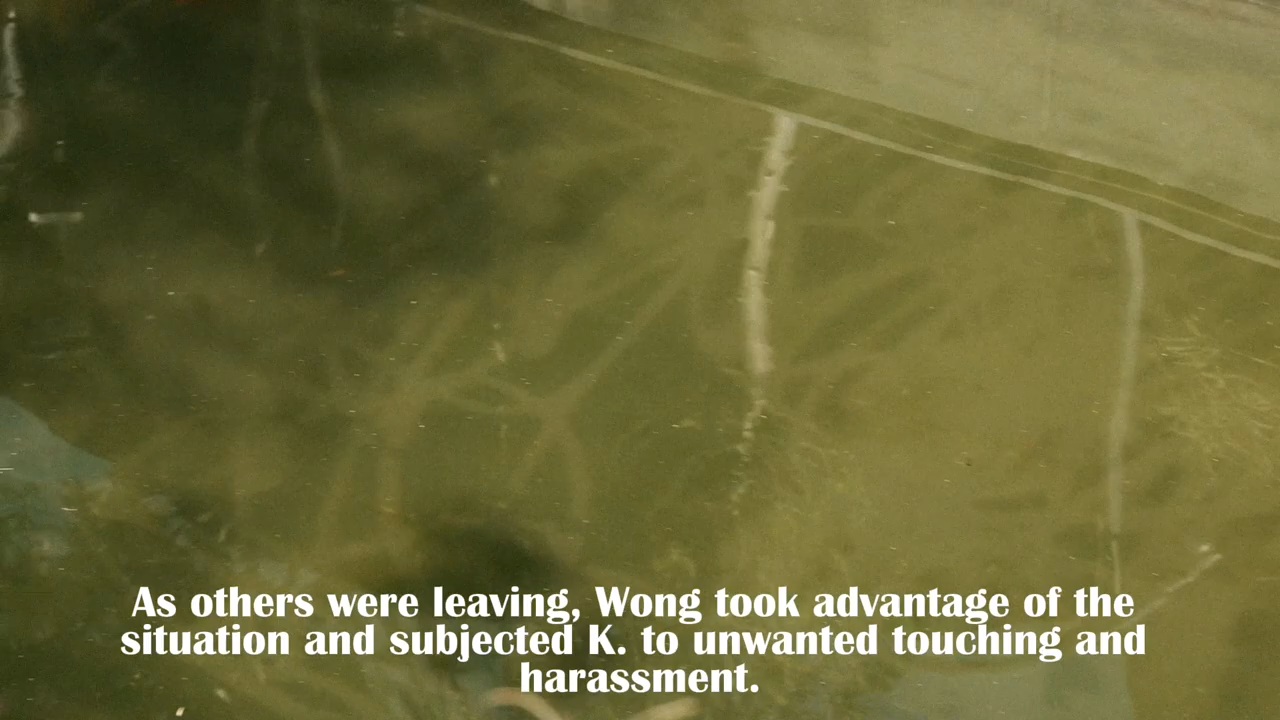 As others were leaving, Wong took advantage of the
situation and subjected K. to unwanted touching and
harassment.